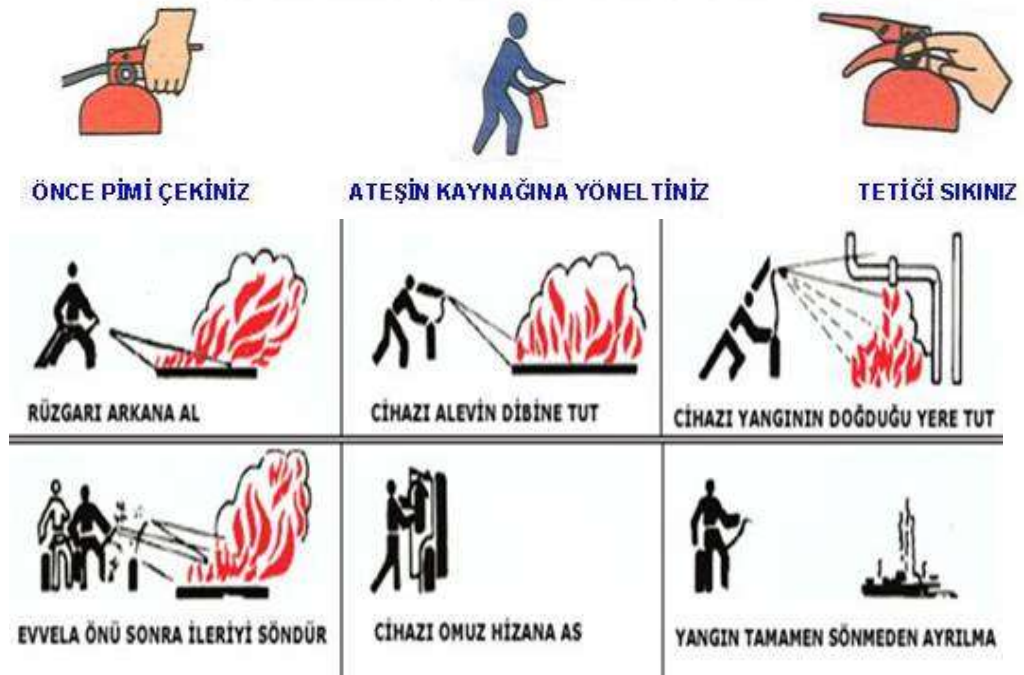 ÖNCE PİMİ ÇEKİNİZ
ATEŞİN KAYNAĞINA YÖNELTİNİZ
TETİĞİ SIKINIZ
RÜZGARI ARKANA AL
CİHAZI ALEVİN DİBİNE TUT
CİHAZI YANGININ DOĞDUĞU YERE TUT
EVVELA ÖNÜ SONRA İLERİYİ SÖNDÜR
CİHAZI OMUZ HİZANA AS
YANGIN TAMAMEN SÖNMEDEN AYRILMA